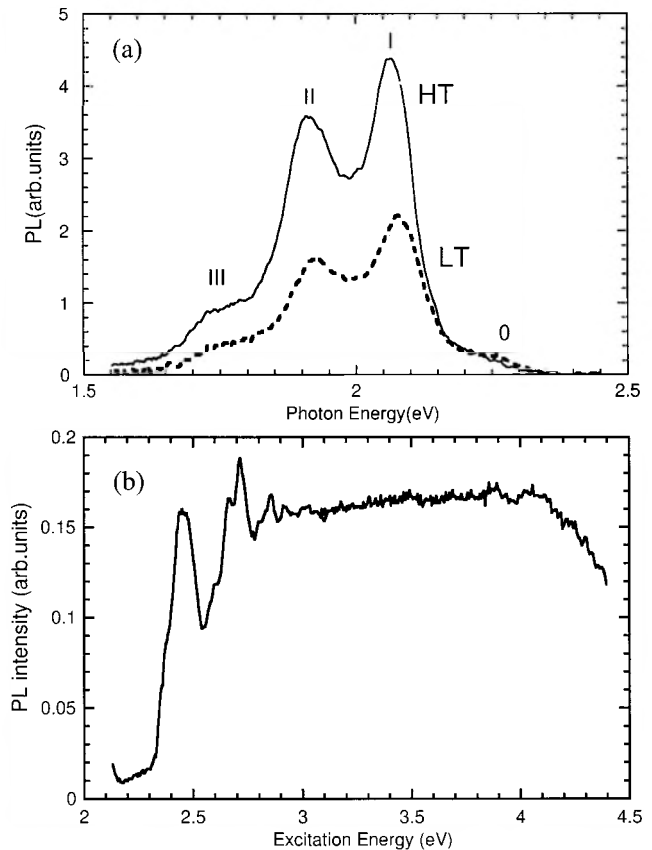 5
4
3
2
1
0
PL(arb.units)
(a)
I
II
HT
III
LT
0
1.5
2
2.5
Photon Energy(eV)
0.2
0.15
0.1
0.05
0
PL intensity (arb.units)
(b)
2
2.5
3
3.5
4
4.5
Excitation Energy (eV)